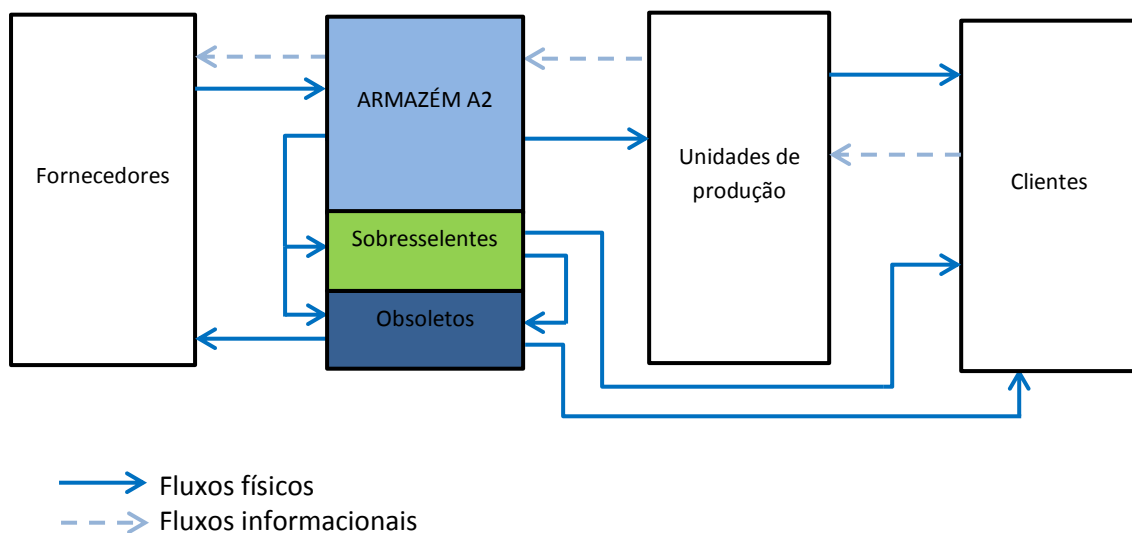 Fornecedores
ARMAZÉM A2
Sobresselentes
Obsoletos
Unidades de
produção
Clientes
Fluxos físicos
Fluxos informacionais